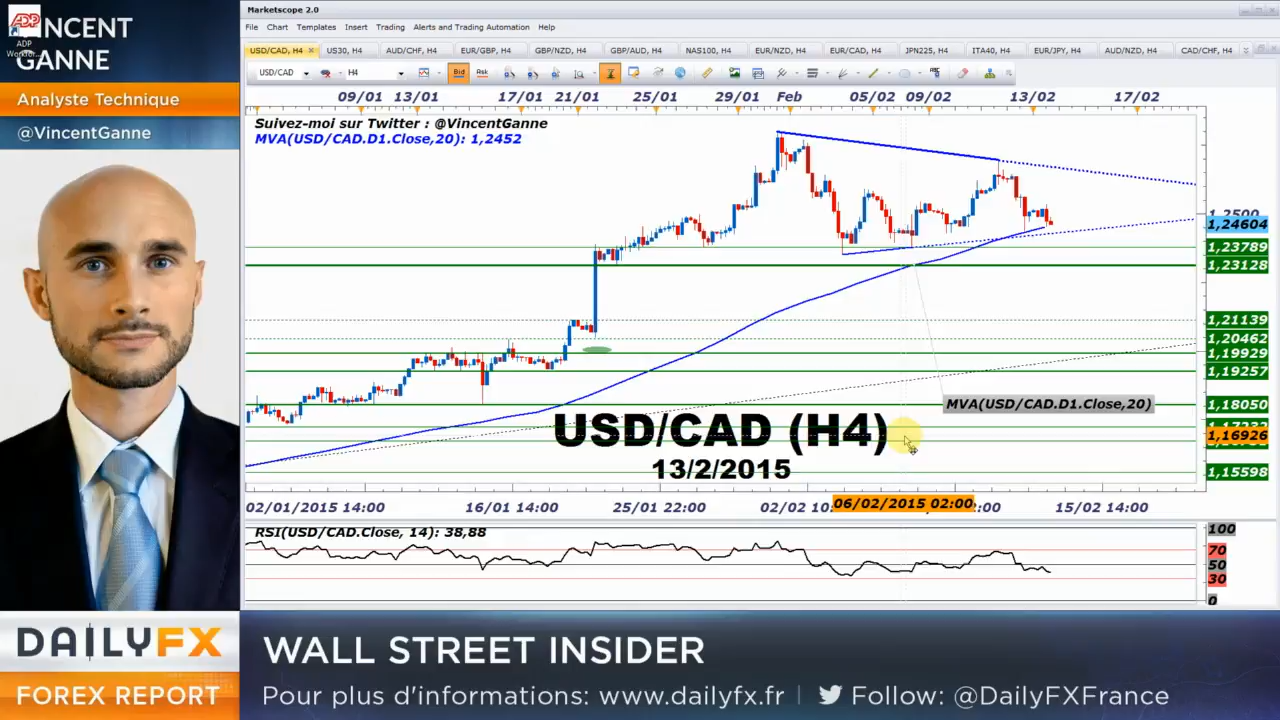 ADP
ADP
VINCENT
GANNE
Analyste Technique
@VincentGanne
Marketscope 2.0
File Chart Templates Insert Trading Alerts and Trading Automation Help
USD/CAD, H4 US30, H4 AUD/CHF, H4 EUR/GBP, H4 GBP/NZD, H4 GBP/AUD, H4 NAS100, H4 EUR/NZD, H4 EUR/CAD, H4 JPN225, H4 ITA40, H4 EUR/JPY, H4 AUD/NZD, H4 CAD/CHF, H4
USD/CAD H4 Bid Rsk
09/01 13/01 17/01 21/01 25/01 29/01 Feb 05/02 09/02 13/02 17/02
Suivez-moi sur Twitter : @VincentGanne
MVA(USD/CAD.D1.Close,20): 1,2452
1,2500
1,24604
1,23789
1,23128
1,21139
1,20462
1,19929
1,19257
1,18050
MVA(USD/CAD.D1.Close,20)
1,16926
1,15598
USD/CAD (H4)
13/2/2015
02/01/2015 14:00 16/01 14:00 25/01 22:00 02/02 10: 06/02/2015 02:00 2:00 15/02 14:00
RSI(USD/CAD.Close, 14): 38,88
100
70
50
30
0
DAILYFX
FOREX REPORT
WALL STREET INSIDER
Pour plus d'informations: www.dailyfx.fr | Follow: @DailyFXFrance